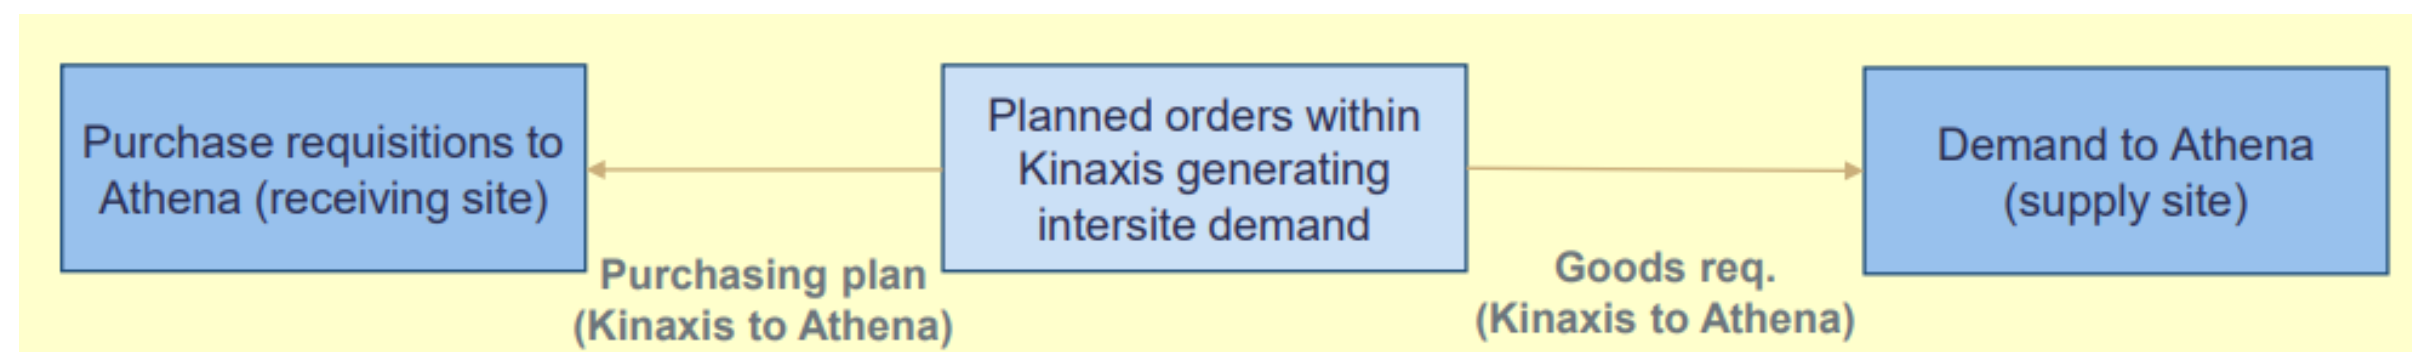 Purchase requisitions to
Athena (receiving site)
Purchasing plan
(Kinaxis to Athena)
Planned orders within
Kinaxis generating
intersite demand
Goods req.
(Kinaxis to Athena)
Demand to Athena
(supply site)